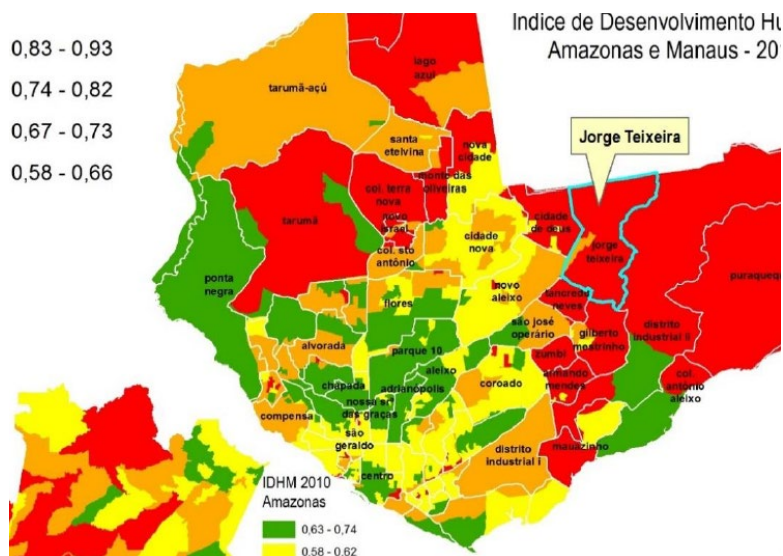 Indice de Desenvolvimento Hu
Amazonas e Manaus - 20
0,83 - 0,93
0,74 - 0,82
0,67 - 0,73
0,58 - 0,66
Jorge Teixeira
lago
azul
tarumã-açú
santa
etelvina
nova
cidade
monte das
oliveiras
col. terra
nova
tarumã
novo
israel
col. sto
antônio
cidade
nova
cidade
de deus
jorge
teixeira
puraquequ
ponta
negra
flores
novo
aleixo
tancredo
neves
são josé
operário
gilberto
mestrinho
distrito
industrial ii
alvorada
parque 10
aleixo
zumbi
armando
mendes
col.
antônio
aleixo
chapada
adrianópolis
coroado
nossa srª
das graças
compensa
são
geraldo
distrito
industrial i
mauazinho
centro
IDHM 2010
Amazonas
0,63 - 0,74
0,58 - 0,62